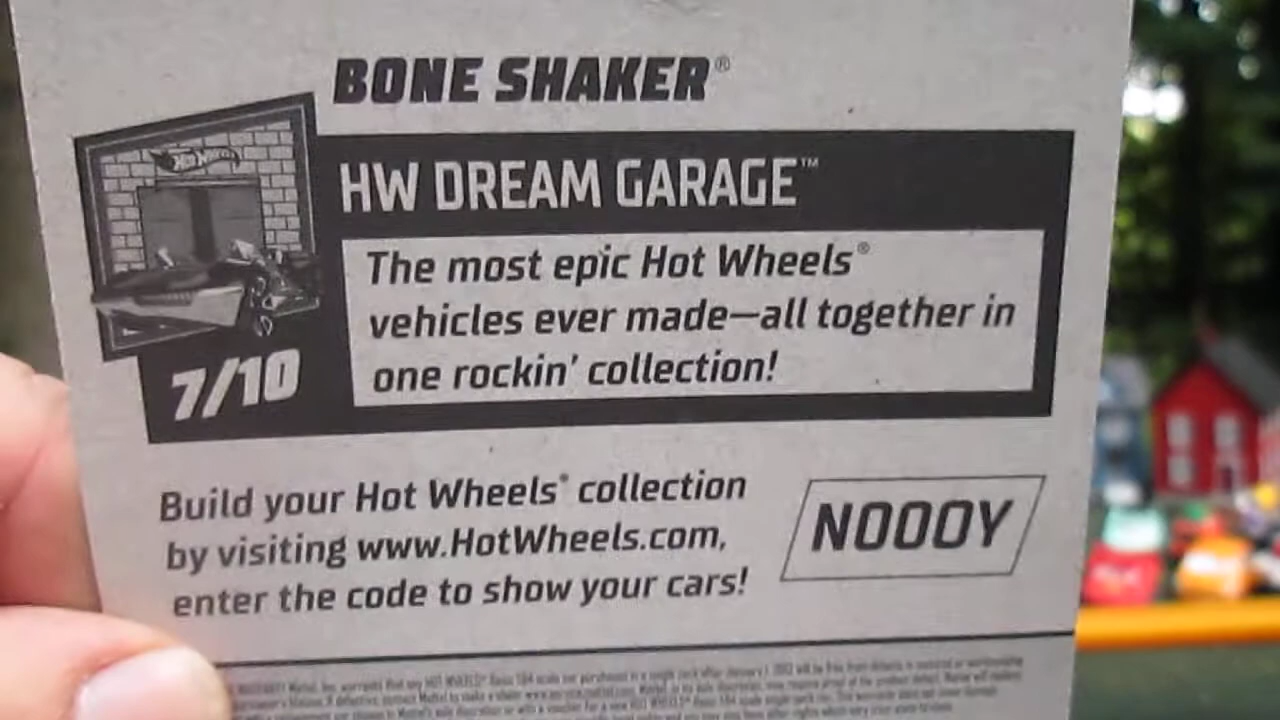 BONE SHAKER®
HW DREAM GARAGE™
The most epic Hot Wheels®
vehicles ever made—all together in
one rockin' collection!
7/10
Build your Hot Wheels® collection
by visiting www.HotWheels.com,
enter the code to show your cars!
NOOOY